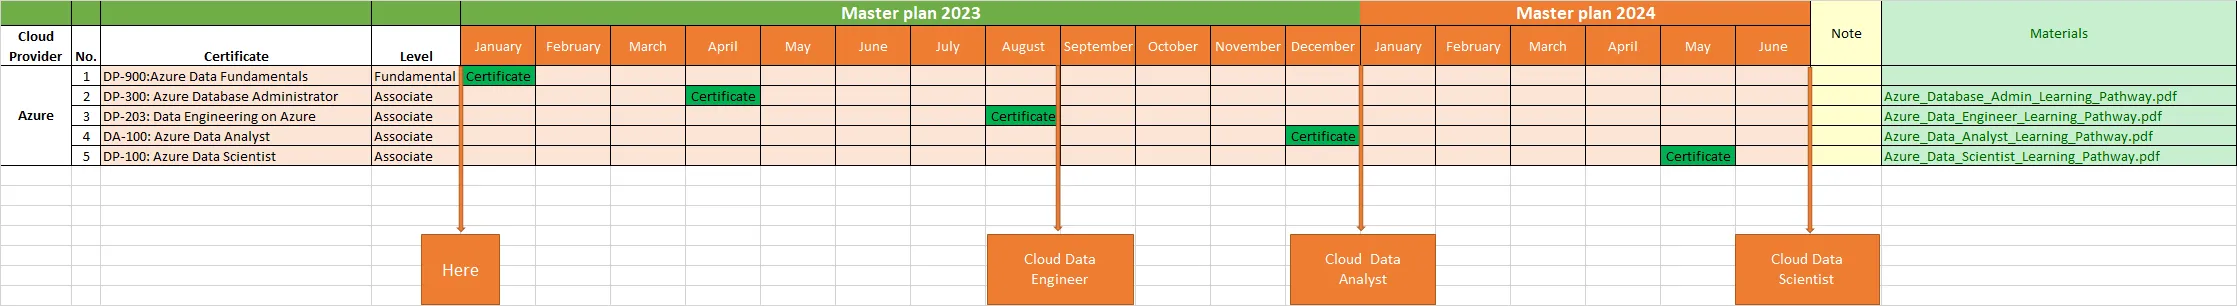 Master plan 2023 Master plan 2024
Cloud Provider No. Certificate Level January February March April May June July August September October November December January February March April May June Note Materials
1 DP-900:Azure Data Fundamentals Fundamental Certificate
2 DP-300: Azure Database Administrator Associate Certificate Azure_Database_Admin_Learning_Pathway.pdf
Azure 3 DP-203: Data Engineering on Azure Associate Certificate Azure_Data_Engineer_Learning_Pathway.pdf
4 DA-100: Azure Data Analyst Associate Certificate Azure_Data_Analyst_Learning_Pathway.pdf
5 DP-100: Azure Data Scientist Associate Certificate Azure_Data_Scientist_Learning_Pathway.pdf
Here
Cloud Data
Engineer
Cloud Data
Analyst
Cloud Data
Scientist